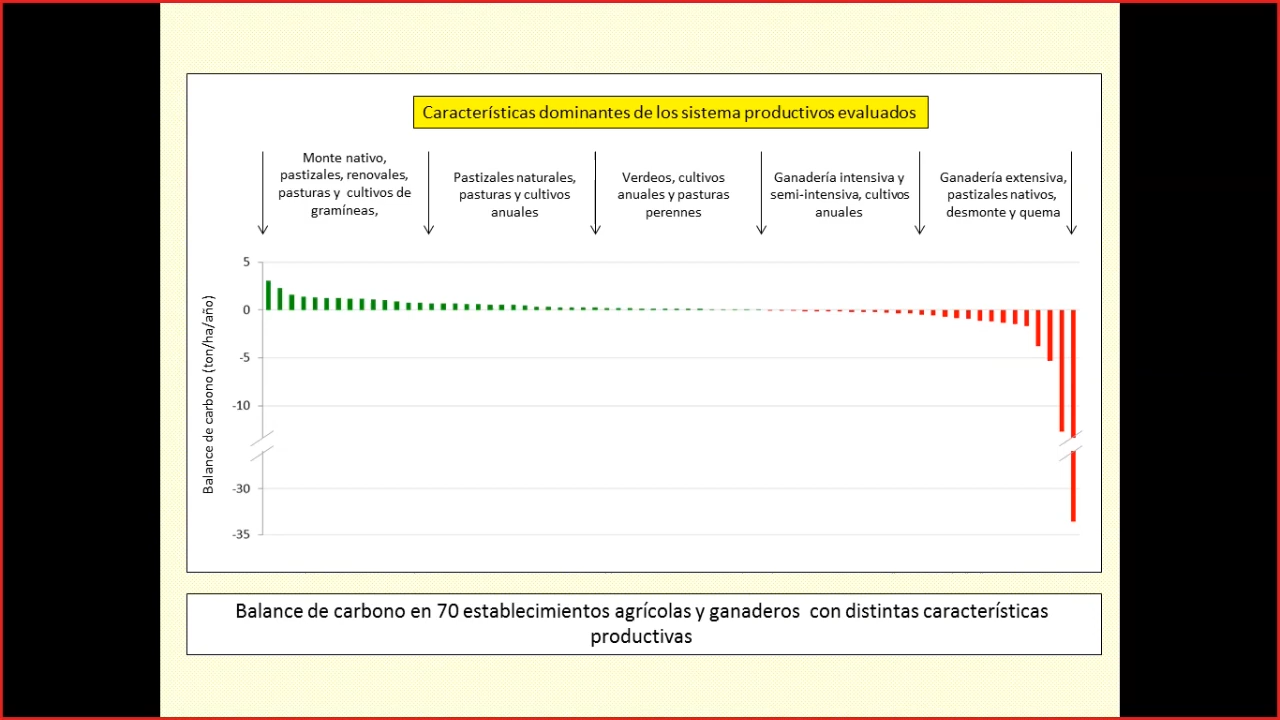 Características dominantes de los sistema productivos evaluados
Monte nativo,
pastizales, renovales,
pasturas y cultivos de
gramíneas,
Pastizales naturales,
pasturas y cultivos
anuales
Verdeos, cultivos
anuales y pasturas
perennes
Ganadería intensiva y
semi-intensiva, cultivos
anuales
Ganadería extensiva,
pastizales nativos,
desmonte y quema
Balance de carbono (ton/ha/año)
5
0
-5
-10
-30
-35
Balance de carbono en 70 establecimientos agrícolas y ganaderos con distintas características
productivas